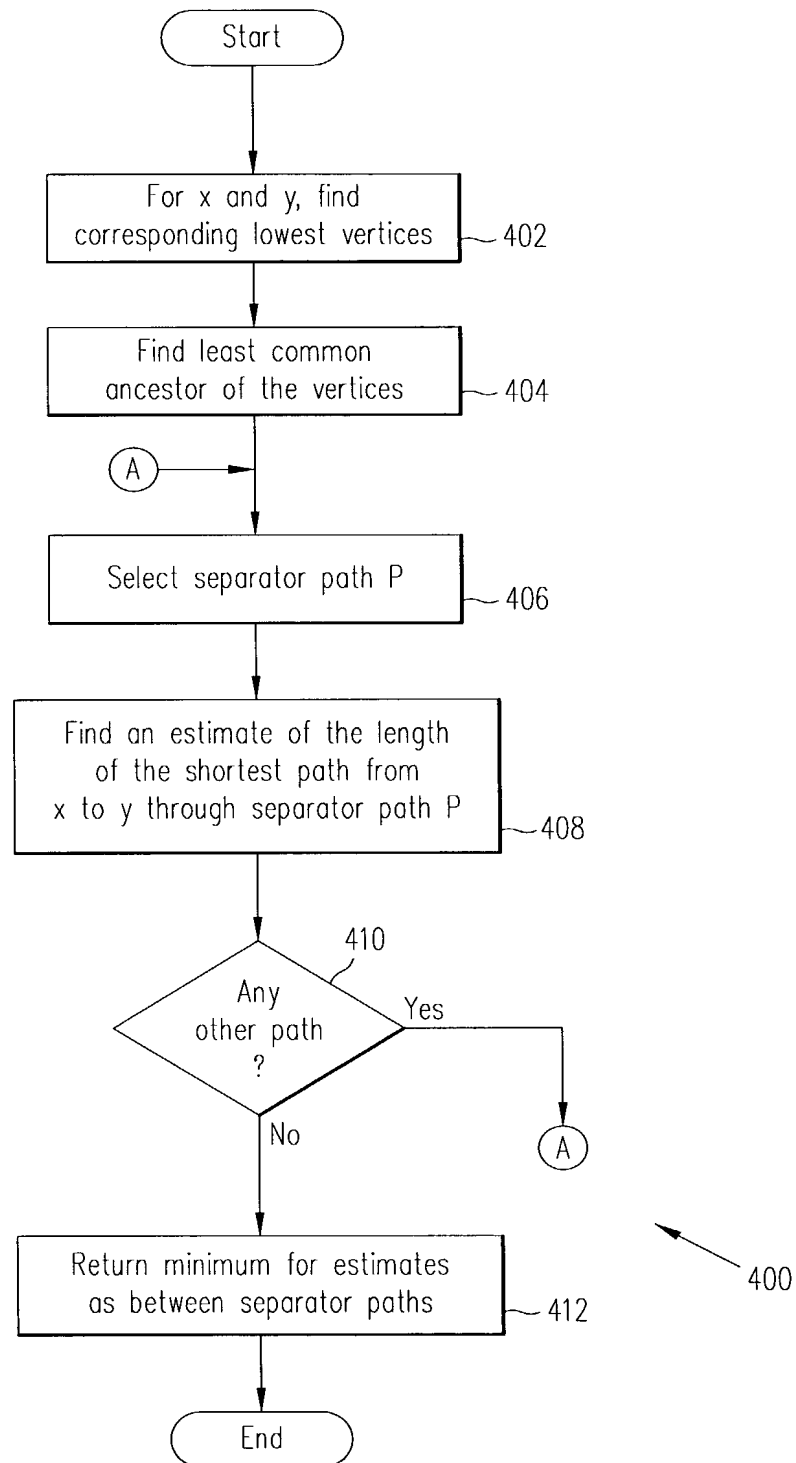 Start
For x and y, find
corresponding lowest vertices
402
Find least common
ancestor of the vertices
404
A
Select separator path P
406
Find an estimate of the length
of the shortest path from
x to y through separator path P
408
410
Any
other path
?
Yes
No
A
Return minimum for estimates
as between separator paths
412
400
End